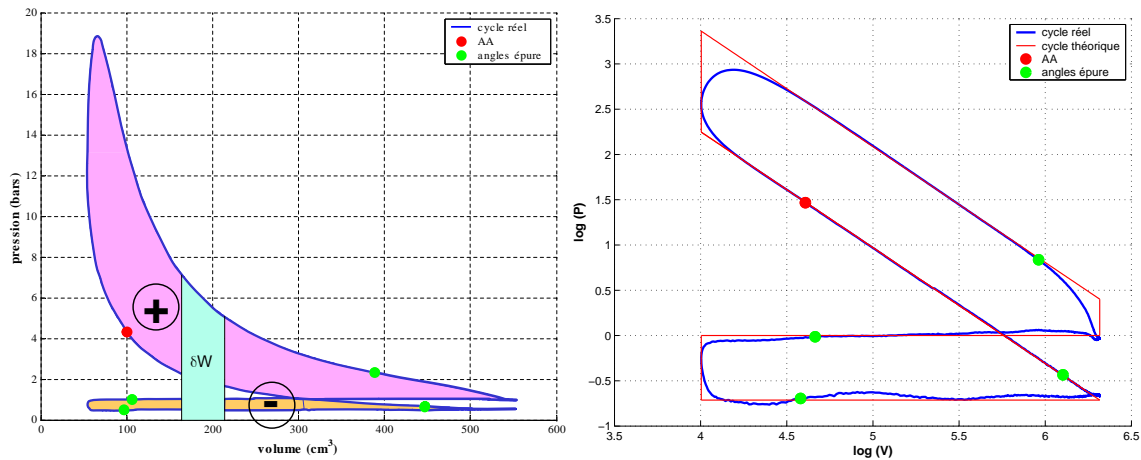 cycle réel
AA
angles épure
20
18
16
14
12
10
8
6
4
2
0
pression (bars)
δW
0
100
200
300
400
500
600
volume (cm³)
cycle réel
cycle théorique
AA
angles épure
3.5
3
2.5
2
1.5
1
0.5
0
−0.5
−1
log (P)
3.5
4
4.5
5
5.5
6
6.5
log (V)